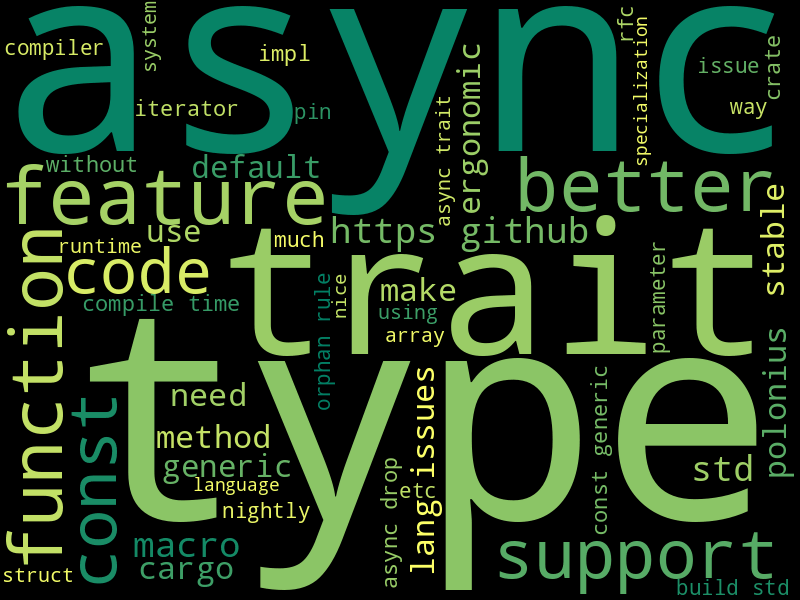 async
compiler
system
impl
rfc
specialization
issue
crate
iterator
pin
way
without
default
async trait
ergonomic
feature
better
use
runtime
much
https
github
stable
code
trait
function
compile time
orphan rule
nice
make
using
array
parameter
type
const
need
method
generic
language
nightly
lang issues
async drop
etc
const generic
std
polonius
macro
cargo
struct
support
build std